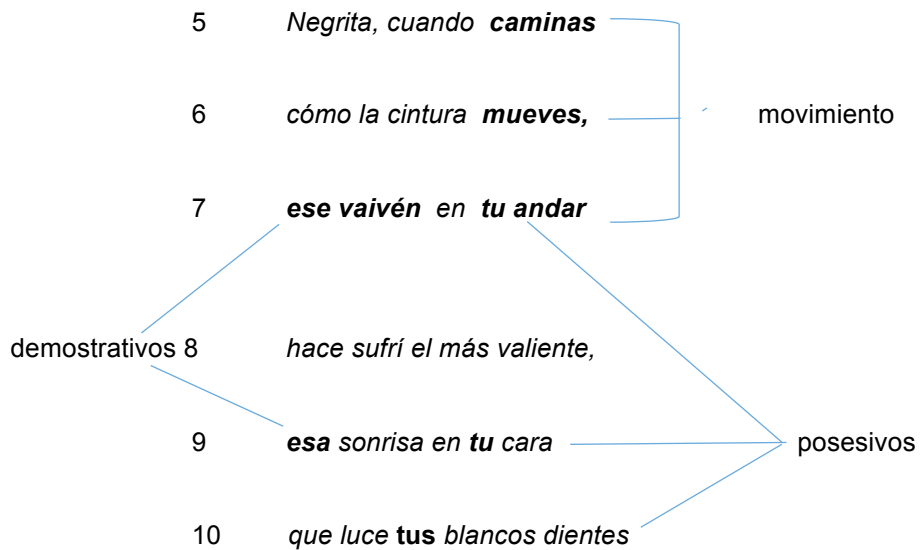 5 Negrita, cuando caminas
6 cómo la cintura mueves, movimiento
7 ese vaivén en tu andar
demostrativos 8 hace sufrí el más valiente,
9 esa sonrisa en tu cara posesivos
10 que luce tus blancos dientes